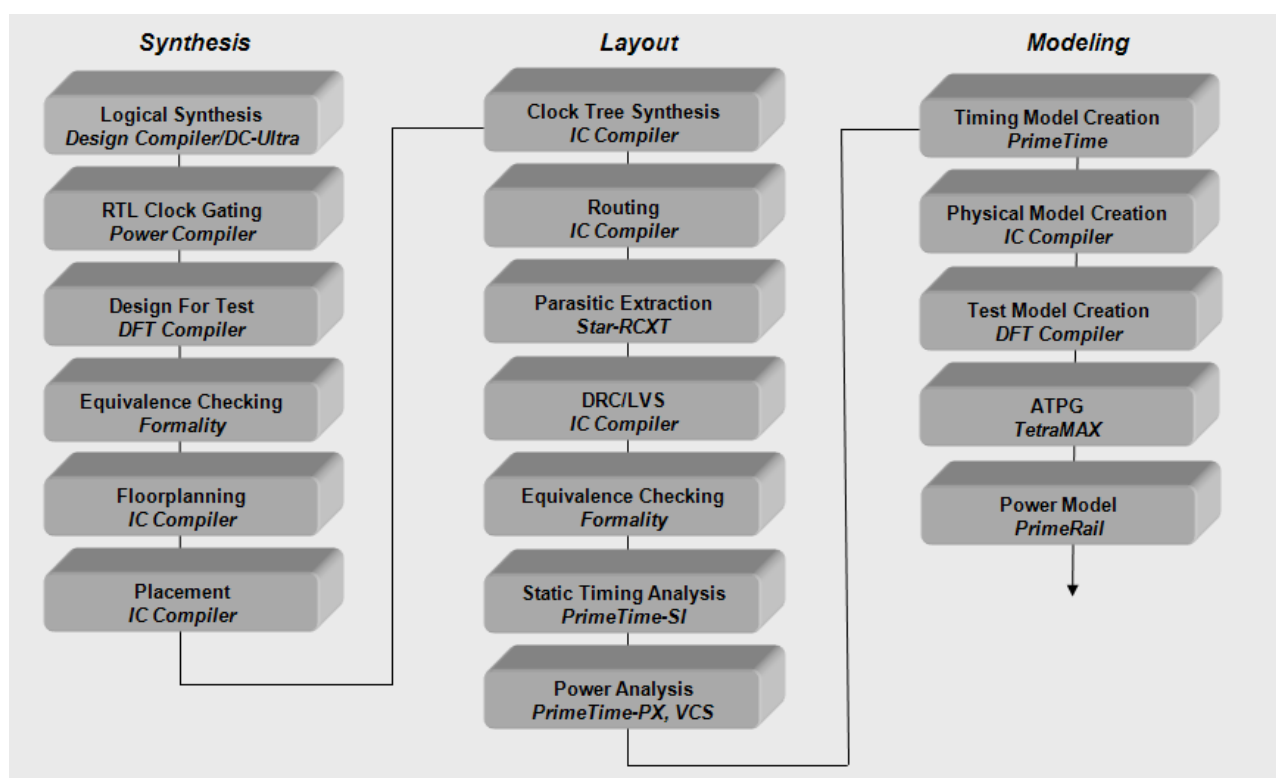 Synthesis
Logical Synthesis
Design Compiler/DC-Ultra
RTL Clock Gating
Power Compiler
Design For Test
DFT Compiler
Equivalence Checking
Formality
Floorplanning
IC Compiler
Placement
IC Compiler
Layout
Clock Tree Synthesis
IC Compiler
Routing
IC Compiler
Parasitic Extraction
Star-RCXT
DRC/LVS
IC Compiler
Equivalence Checking
Formality
Static Timing Analysis
PrimeTime-SI
Power Analysis
PrimeTime-PX, VCS
Modeling
Timing Model Creation
PrimeTime
Physical Model Creation
IC Compiler
Test Model Creation
DFT Compiler
ATPG
TetraMAX
Power Model
PrimeRail